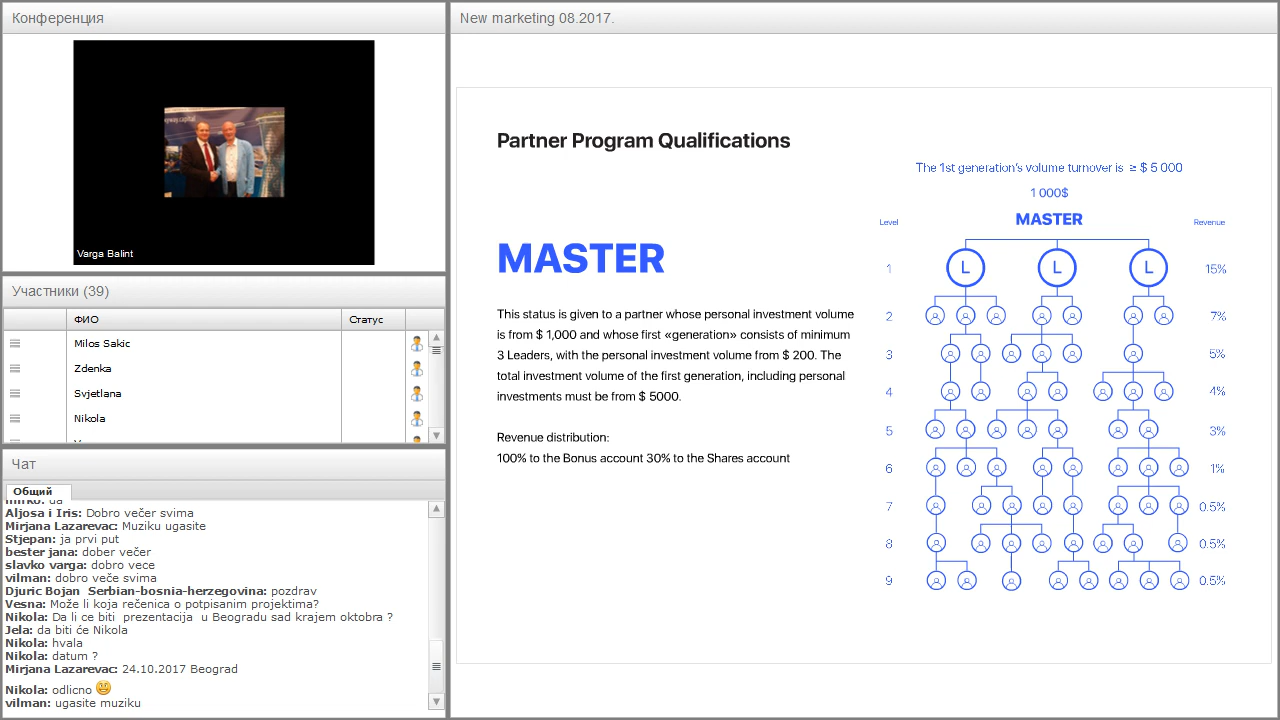 Конференция
Varga Balint
Участники (39)
ФИО Статус
Milos Sakic
Zdenka
Svjetlana
Nikola
Чат
Общий
mirko: da
Aljosa i Iris: Dobro večer svima
Mirjana Lazarevac: Muziku ugasite
Stjepan: ja prvi put
bester jana: dober večer
slavko varga: dobro vece
vilman: dobro veče svima
Djuric Bojan Serbian-bosnia-herzegovina: pozdrav
Vesna: Može li koja rečenica o potpisanim projektima?
Nikola: Da li ce biti prezentacija u Beogradu sad krajem oktobra ?
Jela: da biti će Nikola
Nikola: hvala
Nikola: datum ?
Mirjana Lazarevac: 24.10.2017 Beograd
Nikola: odlicno
vilman: ugasite muziku
New marketing 08.2017.
Partner Program Qualifications
MASTER
This status is given to a partner whose personal investment volume
is from $ 1,000 and whose first «generation» consists of minimum
3 Leaders, with the personal investment volume from $ 200. The
total investment volume of the first generation, including personal
investments must be from $ 5000.
Revenue distribution:
100% to the Bonus account 30% to the Shares account
The 1st generation's volume turnover is ≥ $ 5 000
1 000$
Level MASTER Revenue
1 L L L 15%
2 7%
3 5%
4 4%
5 3%
6 1%
7 0.5%
8 0.5%
9 0.5%